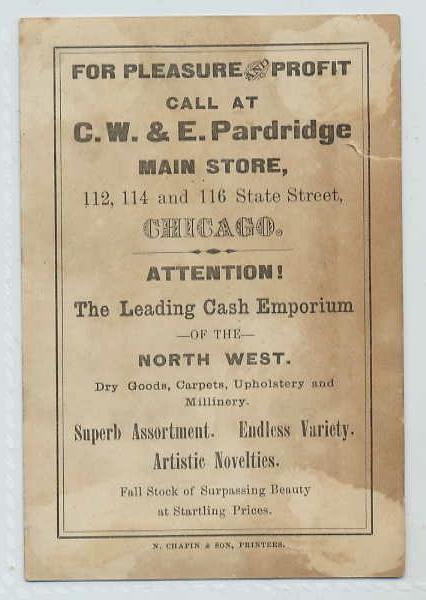 FOR PLEASURE AND PROFIT
CALL AT
C. W. & E. Pardridge
MAIN STORE,
112, 114 and 116 State Street,
CHICAGO.
ATTENTION!
The Leading Cash Emporium
—OF THE—
NORTH WEST.
Dry Goods, Carpets, Upholstery and
Millinery.
Superb Assortment. Endless Variety.
Artistic Novelties.
Fall Stock of Surpassing Beauty
at Startling Prices.
N. CHAPIN & SON, PRINTERS.